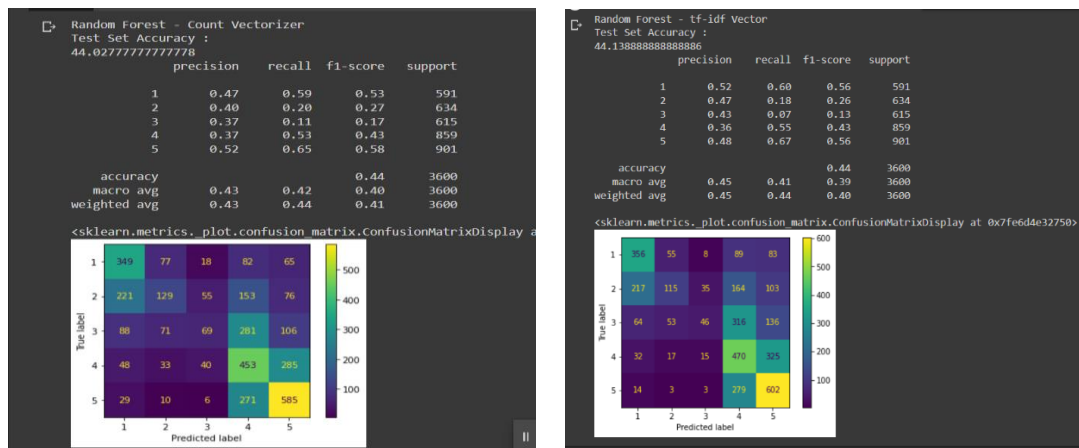 Random Forest - Count Vectorizer
Test Set Accuracy :
44.02777777777778
precision recall f1-score support
1 0.47 0.59 0.53 591
2 0.40 0.20 0.27 634
3 0.37 0.11 0.17 615
4 0.37 0.53 0.43 859
5 0.52 0.65 0.58 901
accuracy 0.44 3600
macro avg 0.43 0.42 0.40 3600
weighted avg 0.43 0.44 0.41 3600
<sklearn.metrics._plot.confusion_matrix.ConfusionMatrixDisplay a
1 349 77 18 82 65
2 221 129 55 153 76
3 88 71 69 281 106
4 48 33 40 453 285
5 29 10 6 271 585
1 2 3 4 5
Predicted label
True label
500
400
300
200
100
Random Forest - tf-idf Vector
Test Set Accuracy :
44.138888888888886
precision recall f1-score support
1 0.52 0.60 0.56 591
2 0.47 0.18 0.26 634
3 0.43 0.07 0.13 615
4 0.36 0.55 0.43 859
5 0.48 0.67 0.56 901
accuracy 0.44 3600
macro avg 0.45 0.41 0.39 3600
weighted avg 0.45 0.44 0.40 3600
<sklearn.metrics._plot.confusion_matrix.ConfusionMatrixDisplay at 0x7fe6d4e32750>
1 356 55 8 89 83
2 217 115 35 164 103
3 64 53 46 316 136
4 32 17 15 470 325
5 14 3 3 279 602
1 2 3 4 5
Predicted label
True label
600
500
400
300
200
100